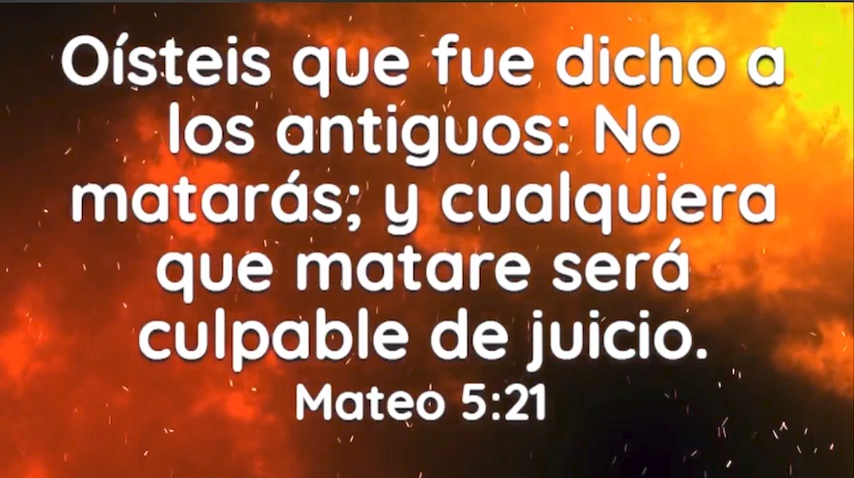 Oísteis que fue dicho a
los antiguos: No
matarás; y cualquiera
que matare será
culpable de juicio.
Mateo 5:21